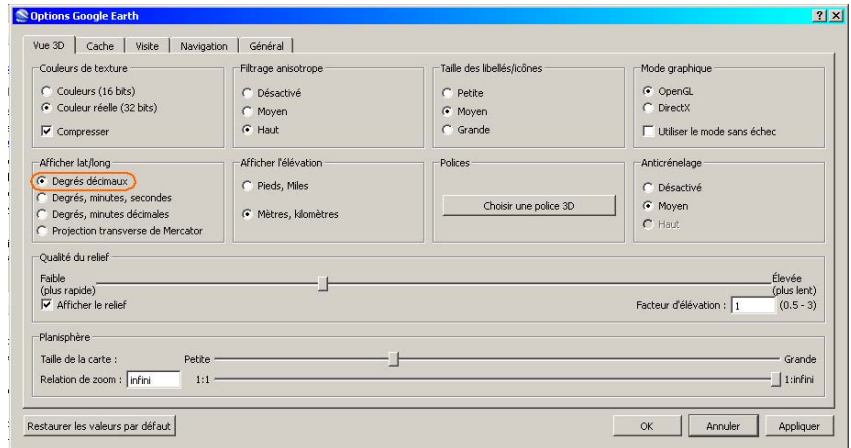 Options Google Earth
Vue 3D Cache Visite Navigation Général
Couleurs de texture
Couleurs (16 bits)
Couleur réelle (32 bits)
Compresser
Filtrage anisotrope
Désactivé
Moyen
Haut
Taille des libellés/icônes
Petite
Moyen
Grande
Mode graphique
OpenGL
DirectX
Utiliser le mode sans échec
Afficher lat/long
Degrés décimaux
Degrés, minutes, secondes
Degrés, minutes décimales
Projection transverse de Mercator
Afficher l'élévation
Pieds, Miles
Mètres, kilomètres
Polices
Choisir une police 3D
Anticrénelage
Désactivé
Moyen
Haut
Qualité du relief
Faible
(plus rapide)
Élevée
(plus lent)
Afficher le relief
Facteur d'élévation : 1 (0.5 - 3)
Planisphère
Taille de la carte : Petite Grande
Relation de zoom : infini 1:1 1:infini
Restaurer les valeurs par défaut OK Annuler Appliquer